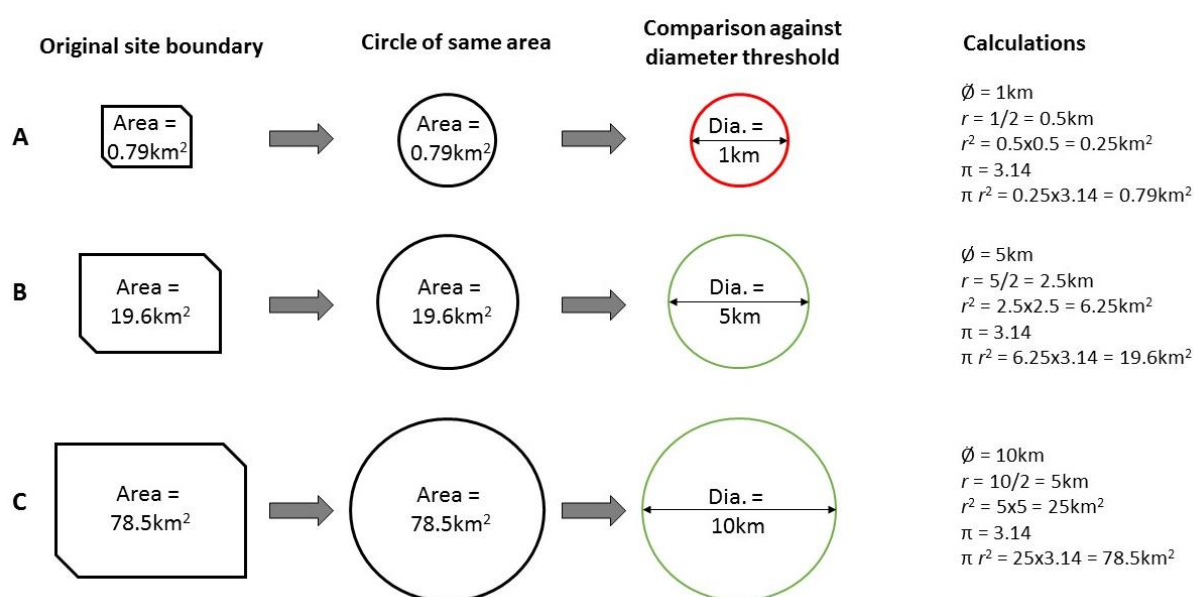 Original site boundary
Circle of same area
Comparison against
diameter threshold
Calculations
A
Area =
0.79km²
Area =
0.79km²
Dia. =
1km
Ø = 1km
r = 1/2 = 0.5km
r² = 0.5x0.5 = 0.25km²
π = 3.14
π r² = 0.25x3.14 = 0.79km²
B
Area =
19.6km²
Area =
19.6km²
Dia. =
5km
Ø = 5km
r = 5/2 = 2.5km
r² = 2.5x2.5 = 6.25km²
π = 3.14
π r² = 6.25x3.14 = 19.6km²
C
Area =
78.5km²
Area =
78.5km²
Dia. =
10km
Ø = 10km
r = 10/2 = 5km
r² = 5x5 = 25km²
π = 3.14
π r² = 25x3.14 = 78.5km²